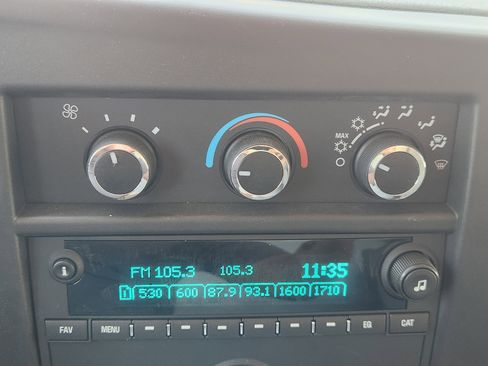 MAX
FM 105.3 105.3 11:35
1 530 600 87.9 93.1 1600 1710
FAV MENU EQ CAT